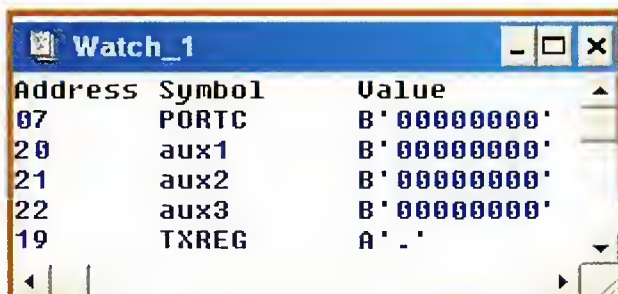 Watch_1
Address Symbol Value
07 PORTC B'00000000'
20 aux1 B'00000000'
21 aux2 B'00000000'
22 aux3 B'00000000'
19 TXREG A'.'